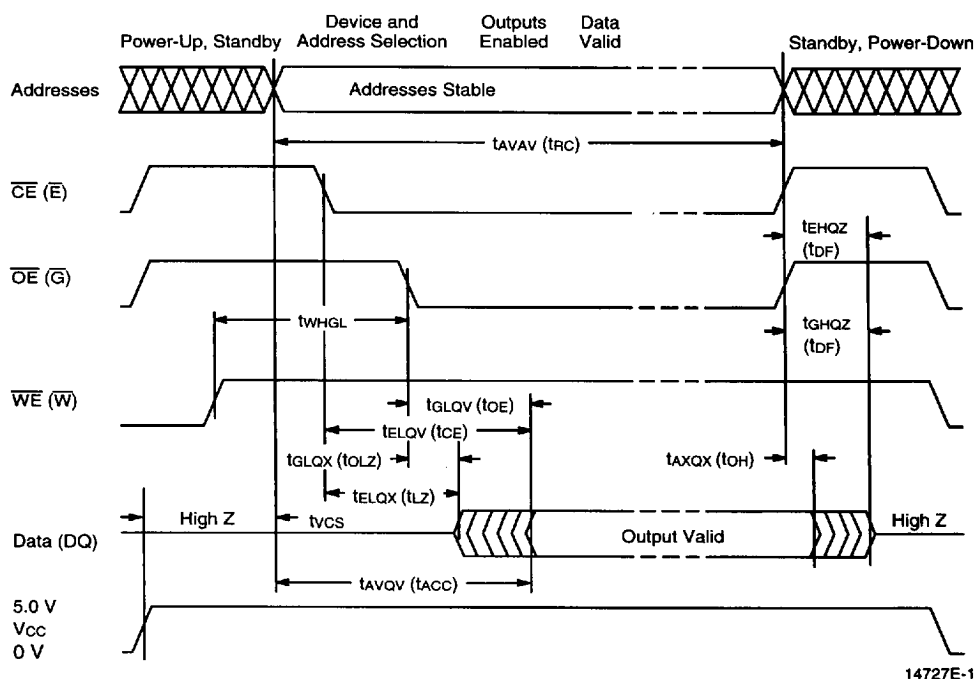 Power-Up, Standby
Device and
Address Selection
Outputs
Enabled
Data
Valid
Standby, Power-Down
Addresses
Addresses Stable
tAVAV (tRC)
CE (E)
tEHQZ
(tDF)
OE (G)
tWHGL
tGHQZ
(tDF)
WE (W)
tGLQV (tOE)
tELQV (tCE)
tGLQX (tOLZ)
tAXQX (tOH)
tELQX (tLZ)
High Z
tVCS
Output Valid
High Z
Data (DQ)
tAVQV (tACC)
5.0 V
VCC
0 V
14727E-1